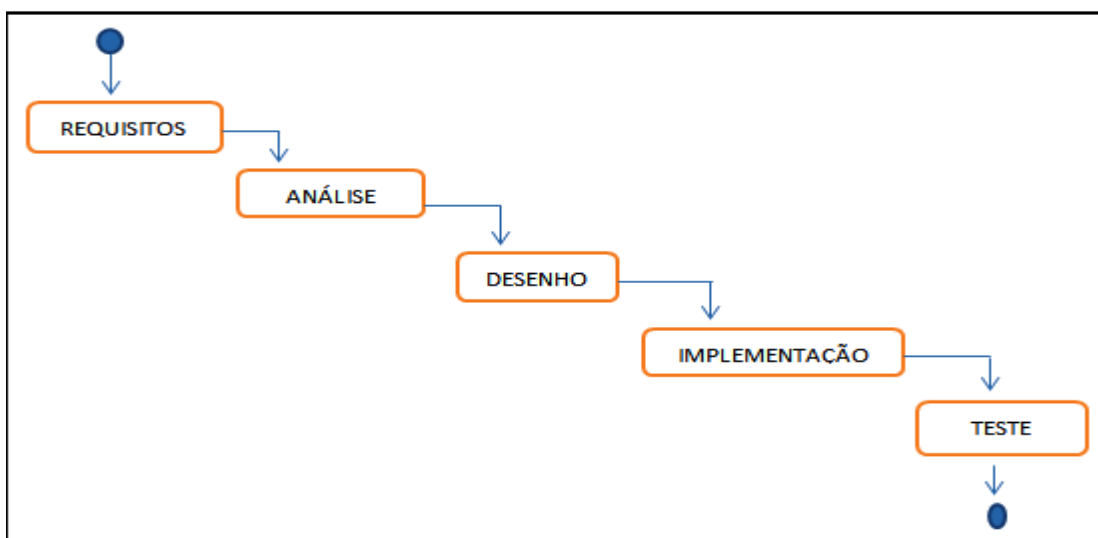 REQUISITOS
ANÁLISE
DESENHO
IMPLEMENTAÇÃO
TESTE